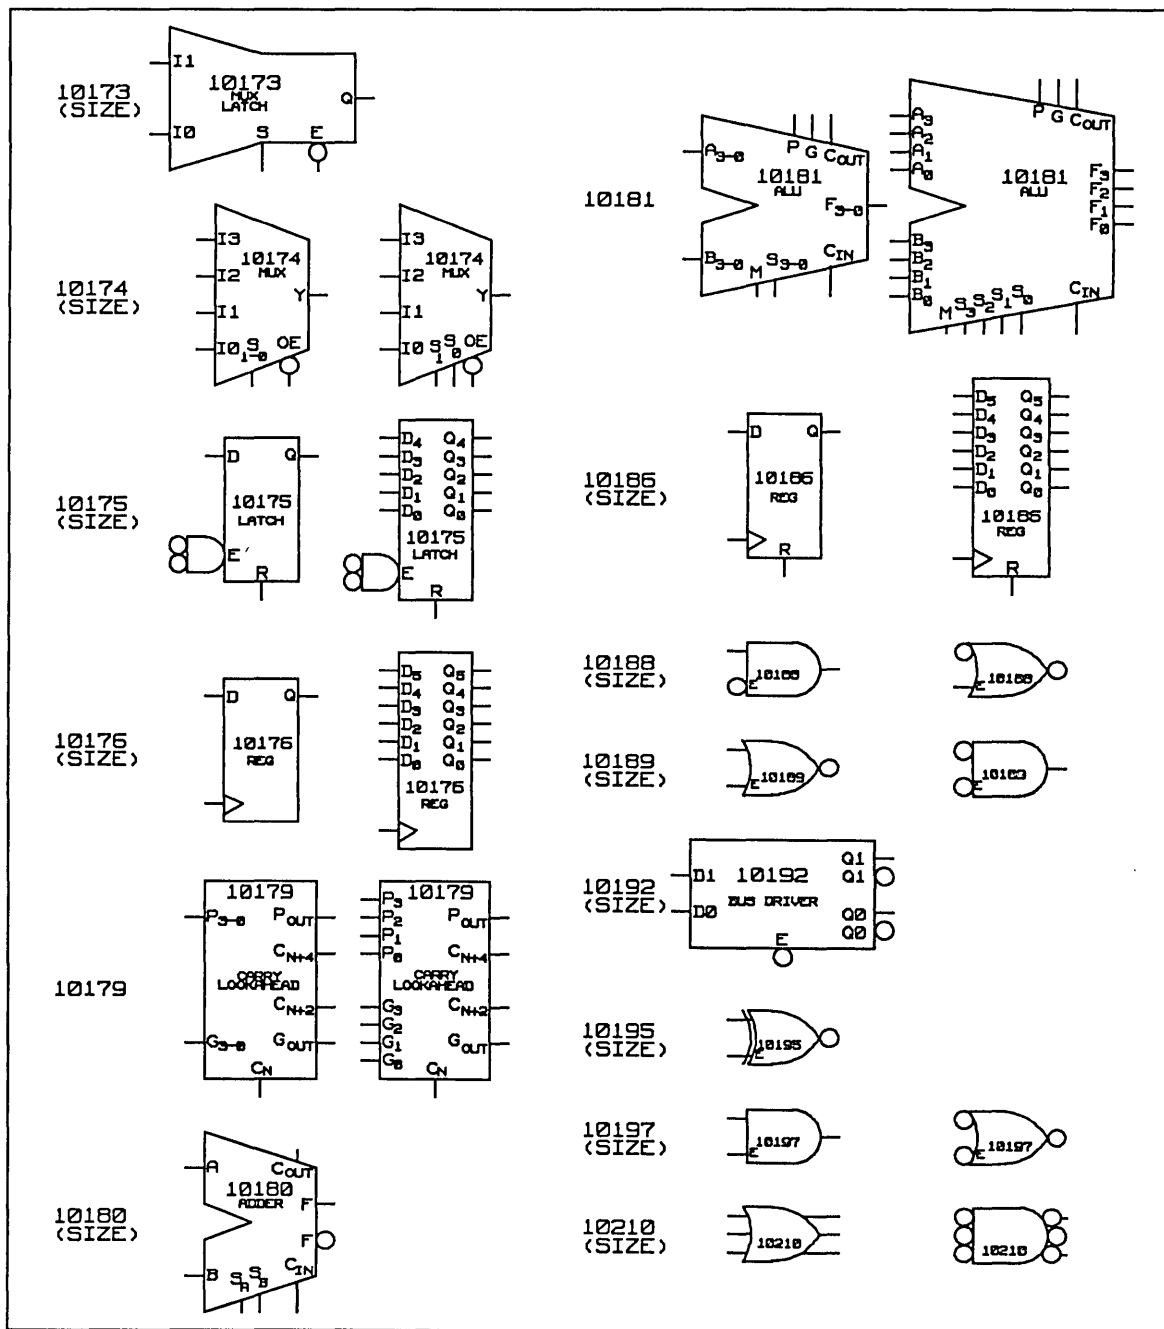 10173
(SIZE)
I1
I0
10173
MUX
LATCH
S
E
Q
10174
(SIZE)
I3
I2
I1
I0
10174
MUX
Y
S1-0
OE
I3
I2
I1
I0
10174
MUX
Y
S1
S0
OE
10175
(SIZE)
D
Q
10175
LATCH
E
R
D4 Q4
D3 Q3
D2 Q2
D1 Q1
D0 Q0
10175
LATCH
E
R
10176
(SIZE)
D
Q
10176
REG
D5 Q5
D4 Q4
D3 Q3
D2 Q2
D1 Q1
D0 Q0
10176
REG
10179
10179
P3-0
POUT
CN+4
CARRY
LOOKAHEAD
CN+2
G3-0
GOUT
CN
10179
P3
P2
P1
P0
POUT
CN+4
CARRY
LOOKAHEAD
G3
G2
G1
G0
CN+2
GOUT
CN
10180
(SIZE)
A
COUT
10180
ADDER
F
F
B
SA
SB
CIN
10181
A3-0
P G COUT
10181
ALU
F3-0
B3-0
M
S3-0
CIN
P G COUT
A3
A2
A1
A0
10181
ALU
F3
F2
F1
F0
B3
B2
B1
B0
M S3 S2 S1 S0
CIN
10186
(SIZE)
D
Q
10186
REG
R
D5 Q5
D4 Q4
D3 Q3
D2 Q2
D1 Q1
D0 Q0
10186
REG
R
10188
(SIZE)
10188
E
10188
E
10189
(SIZE)
10189
E
10189
E
10192
(SIZE)
D1
D0
10192
BUS DRIVER
E
Q1
Q1
Q0
Q0
10195
(SIZE)
10195
E
10197
(SIZE)
10197
E
10197
E
10210
(SIZE)
10210
10210